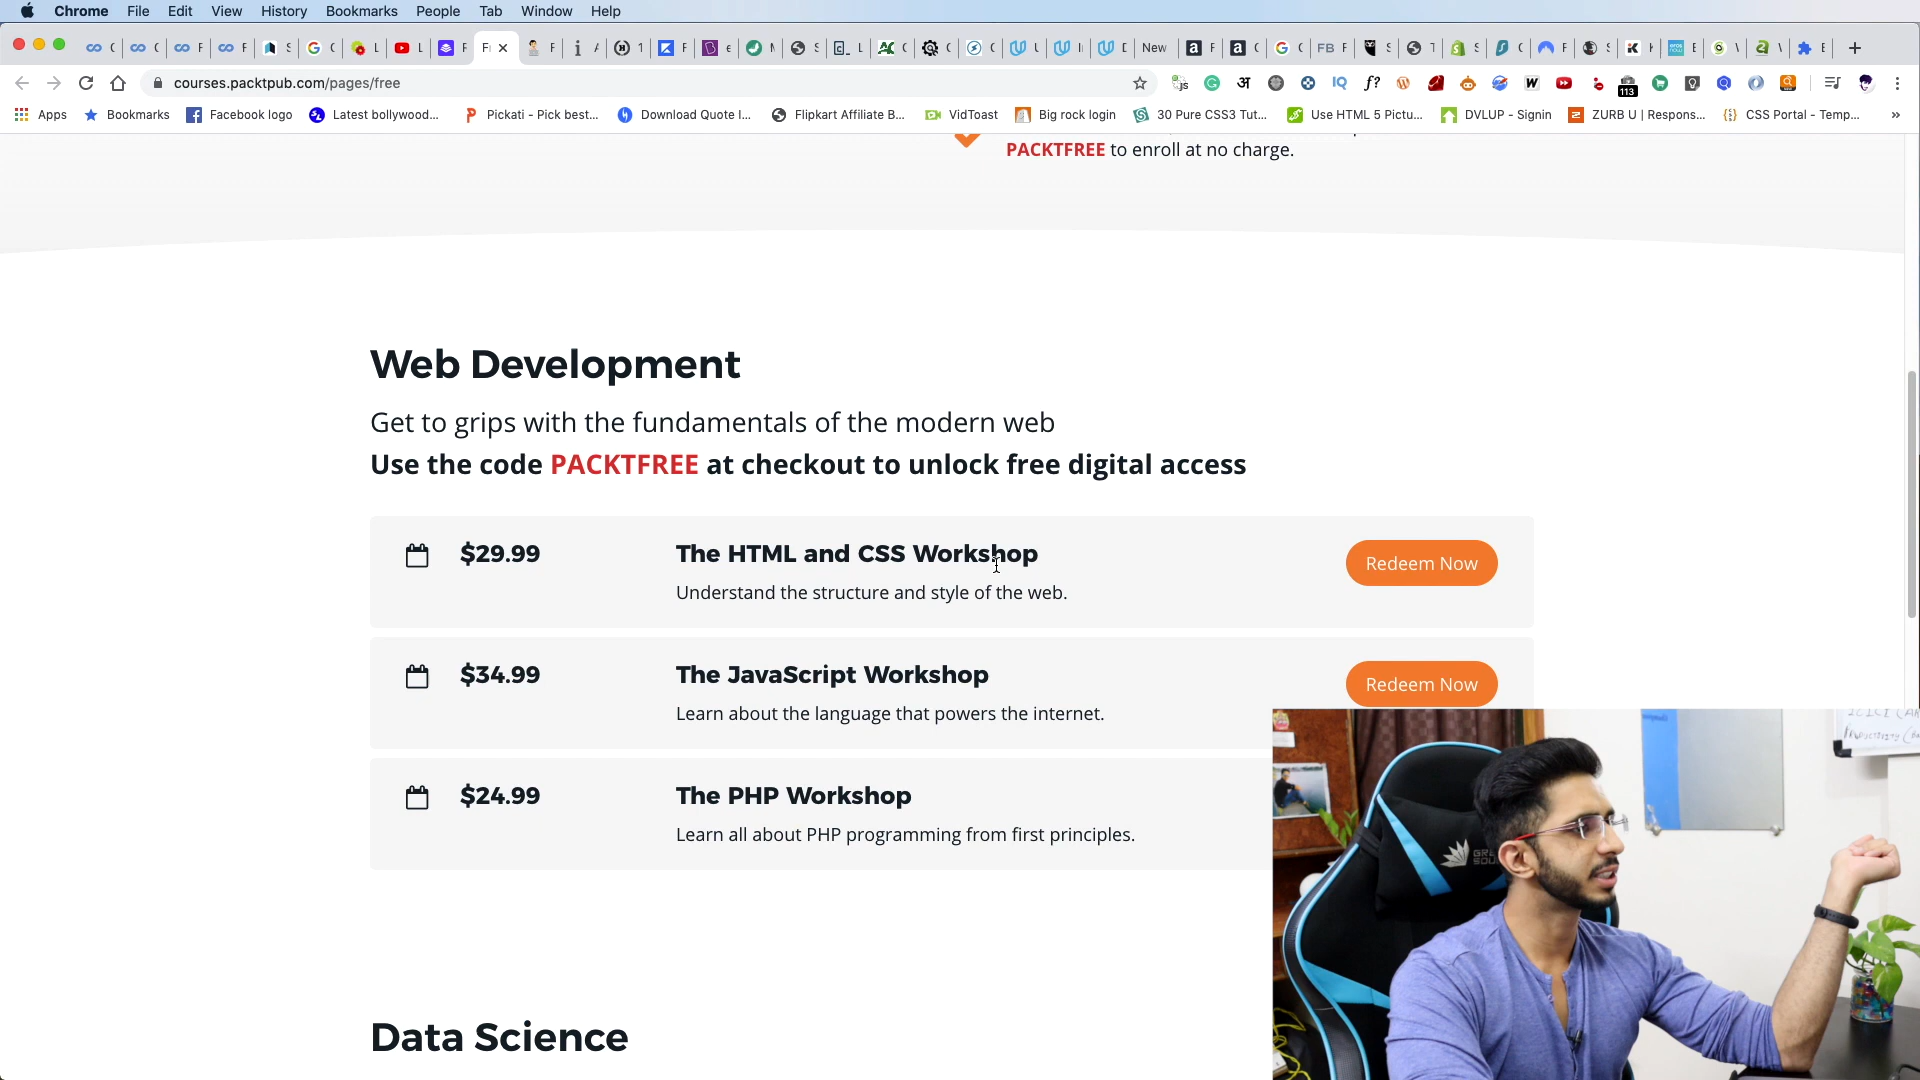 Chrome File Edit View History Bookmarks People Tab Window Help
New
FB
courses.packtpub.com/pages/free
113
Apps Bookmarks Facebook logo Latest bollywood... Pickati - Pick best... Download Quote I... Flipkart Affiliate B... VidToast Big rock login 30 Pure CSS3 Tut... Use HTML 5 Pictu... DVLUP - Signin ZURB U | Respons... CSS Portal - Temp... »
PACKTFREE to enroll at no charge.
Web Development
Get to grips with the fundamentals of the modern web
Use the code PACKTFREE at checkout to unlock free digital access
$29.99 The HTML and CSS Workshop Redeem Now
Understand the structure and style of the web.
$34.99 The JavaScript Workshop Redeem Now
Learn about the language that powers the internet.
$24.99 The PHP Workshop
Learn all about PHP programming from first principles.
Data Science